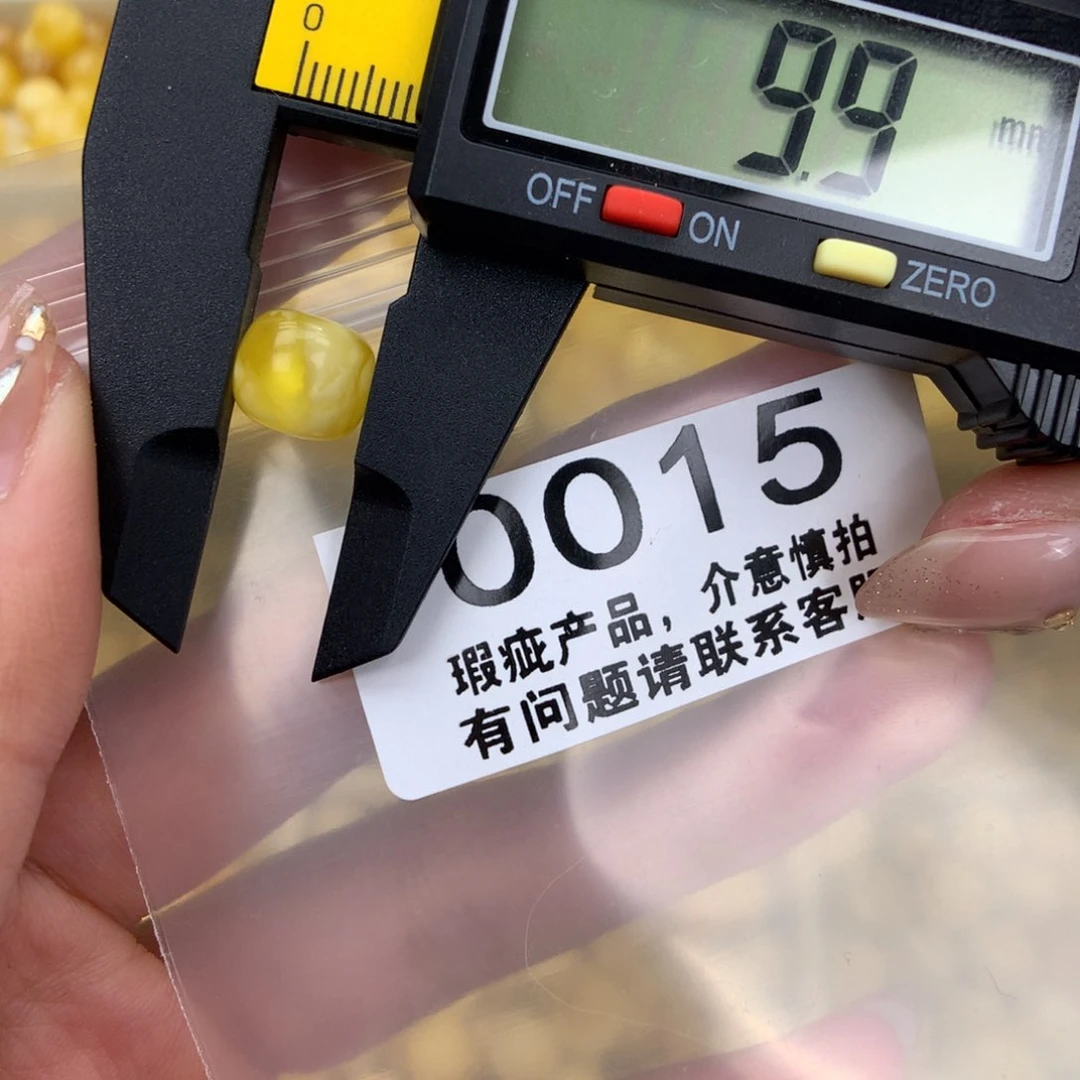 0
9.9 mm
OFF ON
ZERO
0015
瑕疵产品，介意慎拍
有问题请联系客服